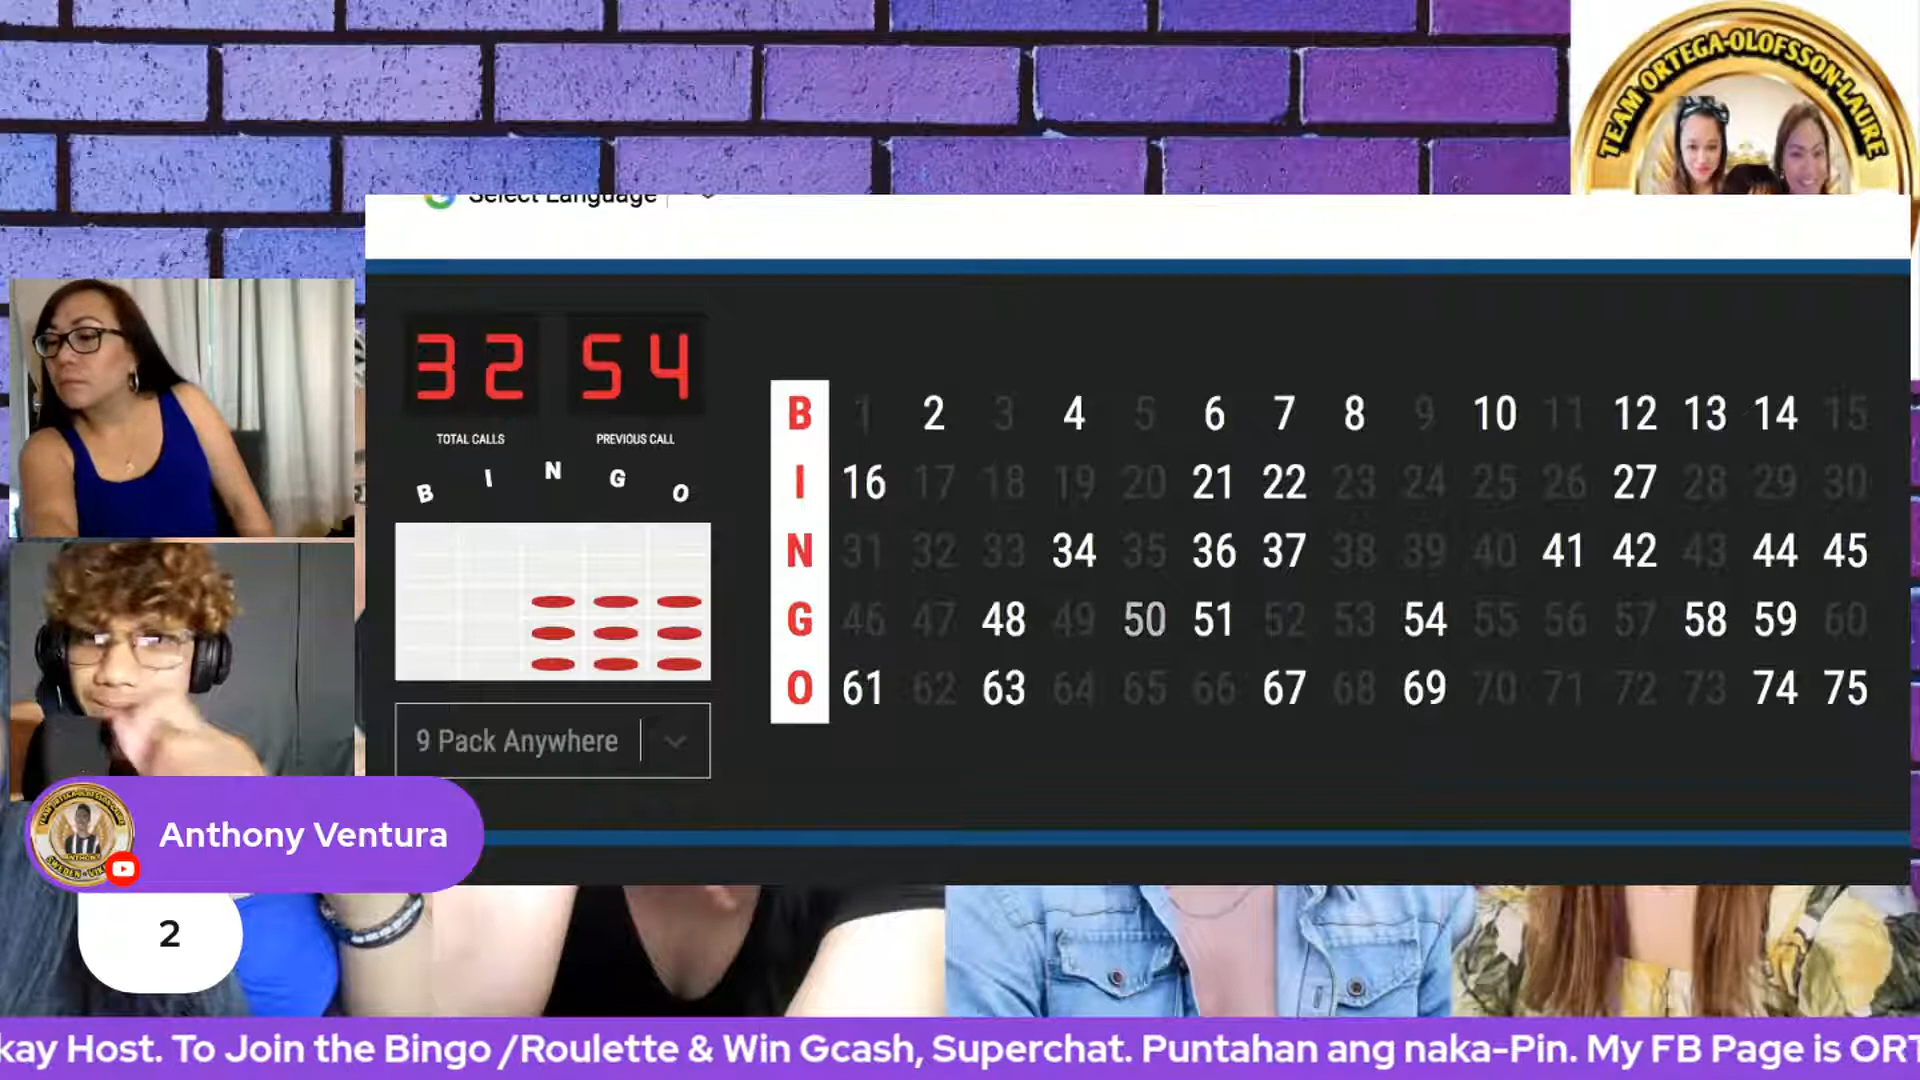 TEAM ORTEGA-OLOFSSON-LAURE
Select Language
32 54
TOTAL CALLS PREVIOUS CALL
B I N G O
9 Pack Anywhere
B 1 2 3 4 5 6 7 8 9 10 11 12 13 14 15
I 16 17 18 19 20 21 22 23 24 25 26 27 28 29 30
N 31 32 33 34 35 36 37 38 39 40 41 42 43 44 45
G 46 47 48 49 50 51 52 53 54 55 56 57 58 59 60
O 61 62 63 64 65 66 67 68 69 70 71 72 73 74 75
Anthony Ventura
2
kay Host. To Join the Bingo /Roulette & Win Gcash, Superchat. Puntahan ang naka-Pin. My FB Page is ORT